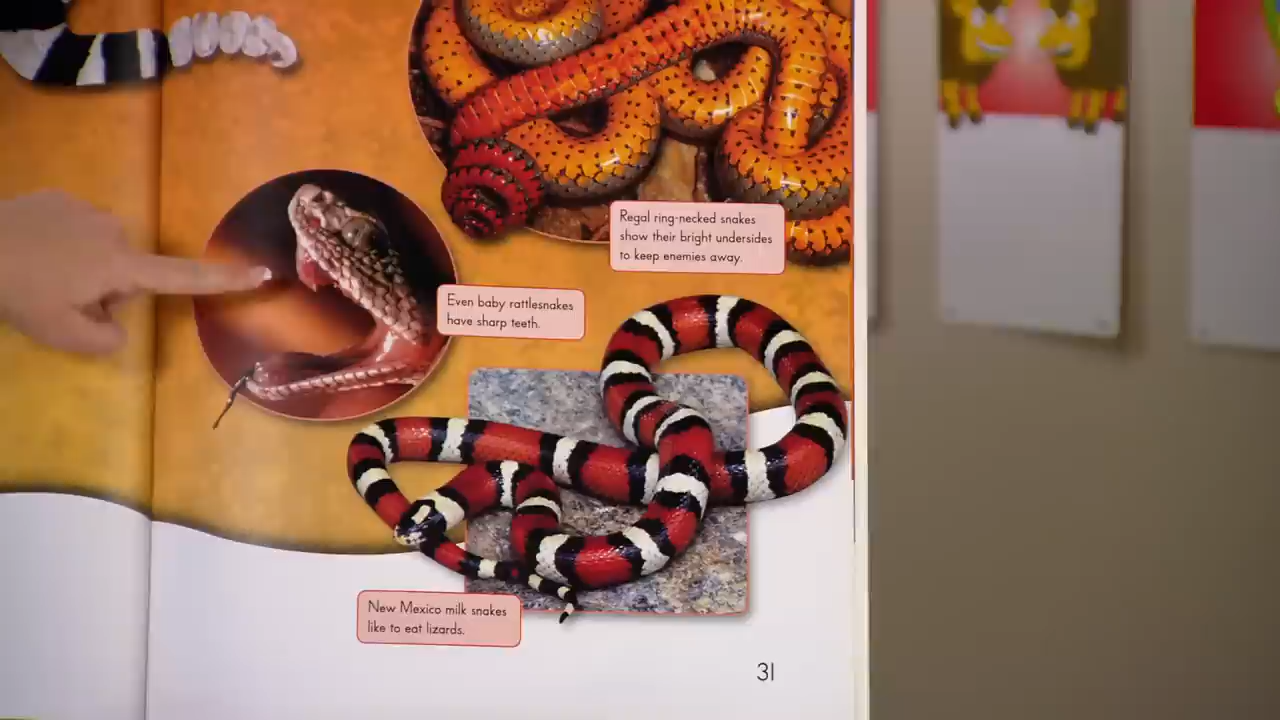 Regal ring-necked snakes
show their bright undersides
to keep enemies away.
Even baby rattlesnakes
have sharp teeth.
New Mexico milk snakes
like to eat lizards.
31